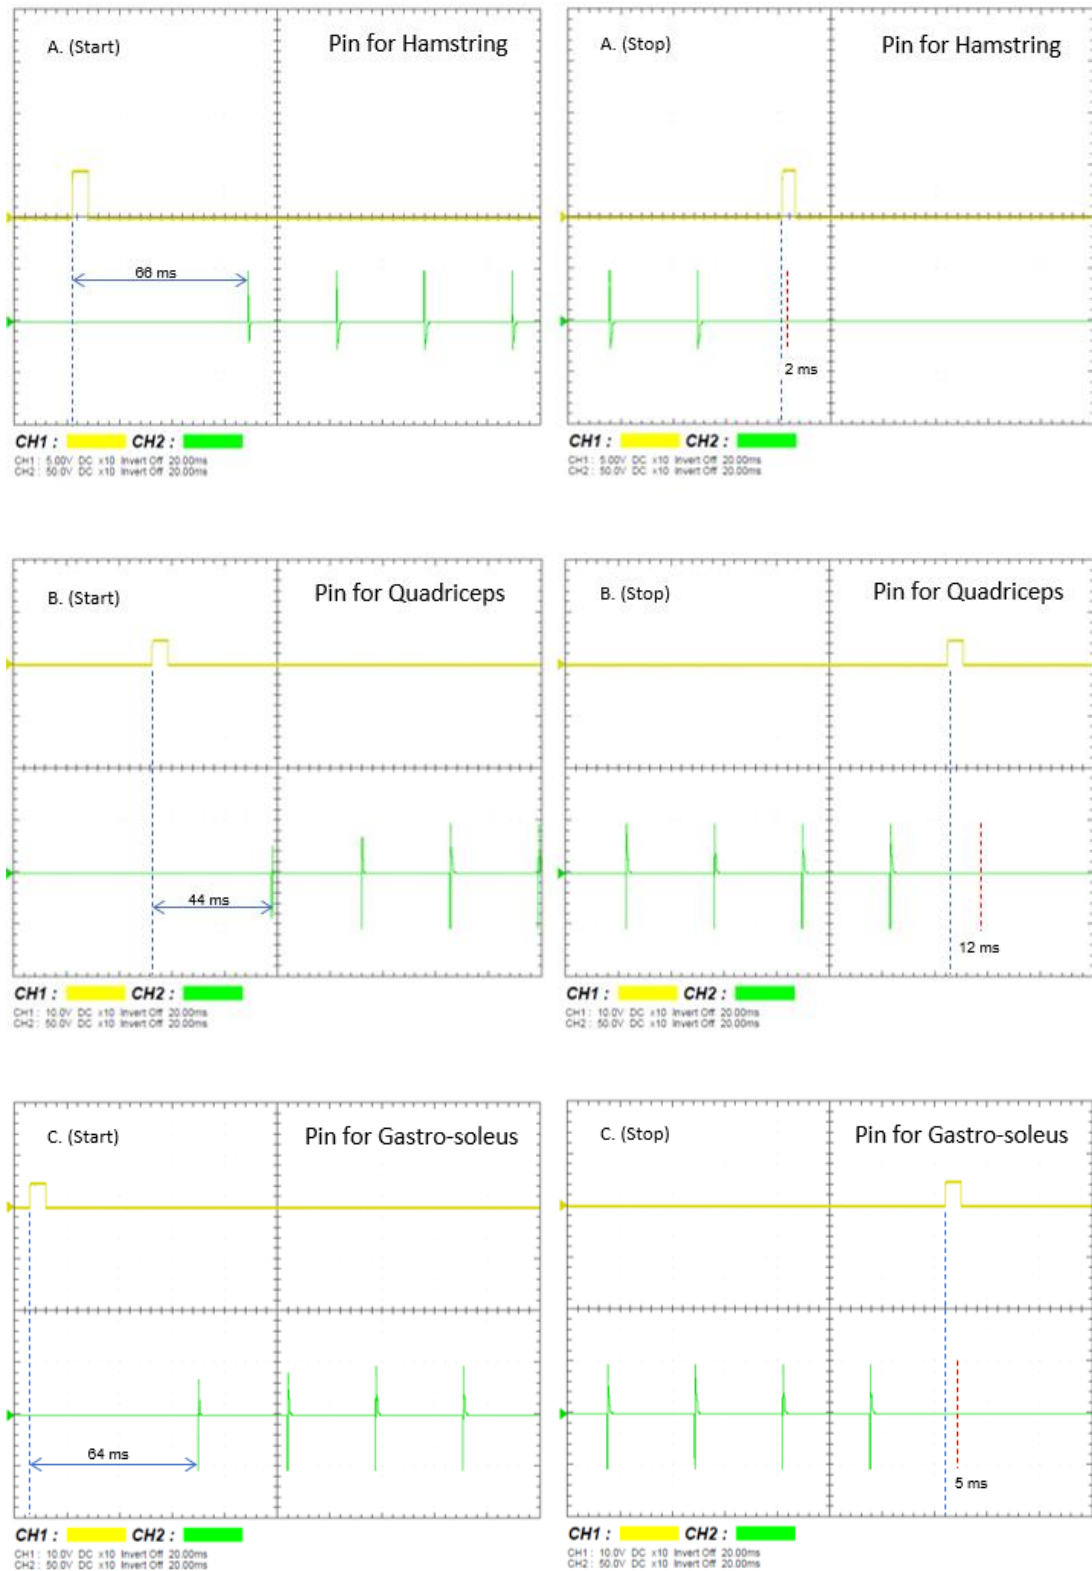 A. (Start)
Pin for Hamstring
66 ms
CH1 : CH2 :
CH1 : 5.00V DC x10 Invert Off 20.00ms
CH2 : 50.0V DC x10 Invert Off 20.00ms
A. (Stop)
Pin for Hamstring
2 ms
CH1 : CH2 :
CH1 : 5.00V DC x10 Invert Off 20.00ms
CH2 : 50.0V DC x10 Invert Off 20.00ms
B. (Start)
Pin for Quadriceps
44 ms
CH1 : CH2 :
CH1 : 10.0V DC x10 Invert Off 20.00ms
CH2 : 50.0V DC x10 Invert Off 20.00ms
B. (Stop)
Pin for Quadriceps
12 ms
CH1 : CH2 :
CH1 : 10.0V DC x10 Invert Off 20.00ms
CH2 : 50.0V DC x10 Invert Off 20.00ms
C. (Start)
Pin for Gastro-soleus
64 ms
CH1 : CH2 :
CH1 : 10.0V DC x10 Invert Off 20.00ms
CH2 : 50.0V DC x10 Invert Off 20.00ms
C. (Stop)
Pin for Gastro-soleus
5 ms
CH1 : CH2 :
CH1 : 10.0V DC x10 Invert Off 20.00ms
CH2 : 50.0V DC x10 Invert Off 20.00ms